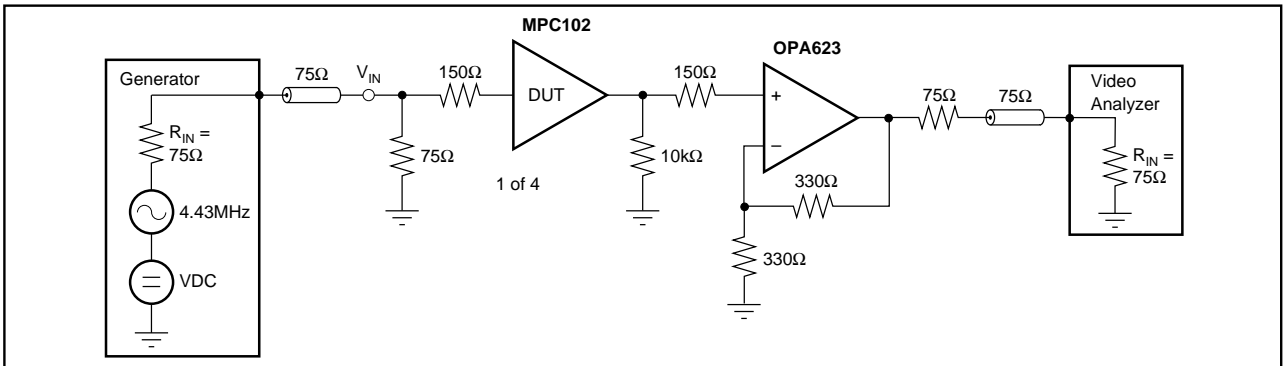 MPC102
OPA623
Generator
75Ω
V_IN
150Ω
DUT
150Ω
+
−
75Ω
75Ω
Video
Analyzer
R_IN =
75Ω
75Ω
10kΩ
1 of 4
330Ω
330Ω
R_IN =
75Ω
4.43MHz
VDC